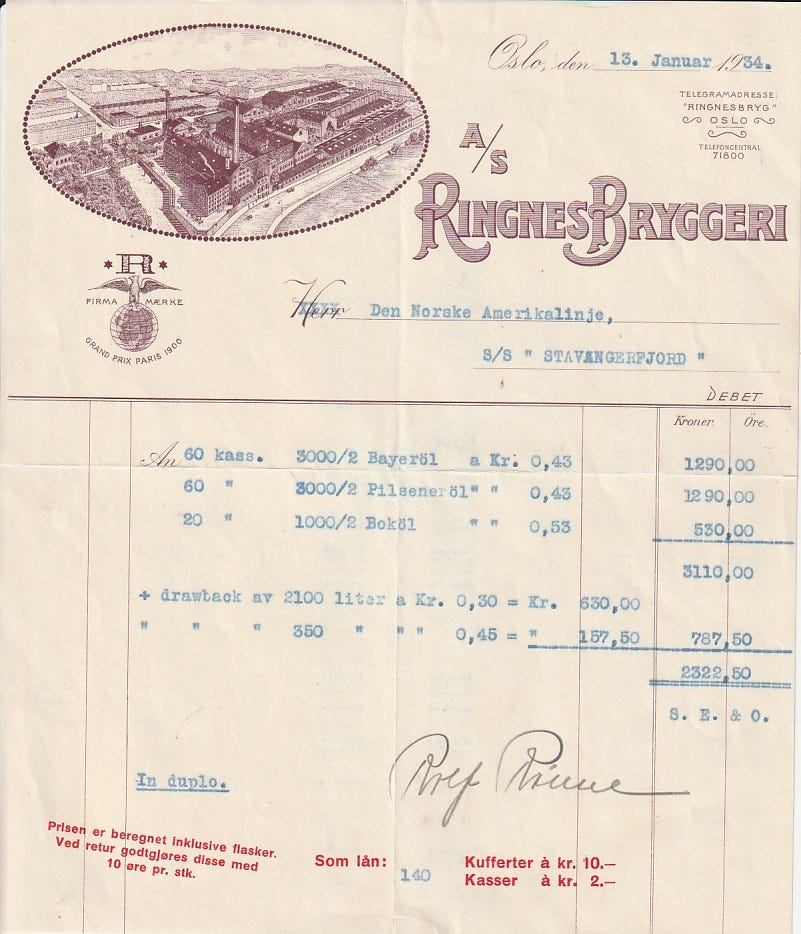 Oslo, den 13. Januar 1934.
TELEGRAMADRESSE:
"RINGNESBRYG"
OSLO
TELEFONCENTRAL
71800
A/S
RINGNES BRYGGERI
R
FIRMA MÆRKE
GRAND PRIX PARIS 1900
Herr Den Norske Amerikalinje,
S/S " STAVANGERFJORD "
DEBET
Kroner. Öre.
An 60 kass. 3000/2 Bayeröl a Kr. 0,43 1290,00
60 " 3000/2 Pilseneröl " " 0,43 1290,00
20 " 1000/2 Boköl " " 0,53 530,00
3110,00
+ drawback av 2100 liter a Kr. 0,30 = Kr. 630,00
" " " 350 " " " 0,45 = " 157,50 787,50
2322,50
S. E. & O.
In duplo.
Rolf Rinne
Prisen er beregnet inklusive flasker.
Ved retur godtgjøres disse med
10 øre pr. stk.
Som lån: Kufferter à kr. 10.—
140 Kasser à kr. 2.—